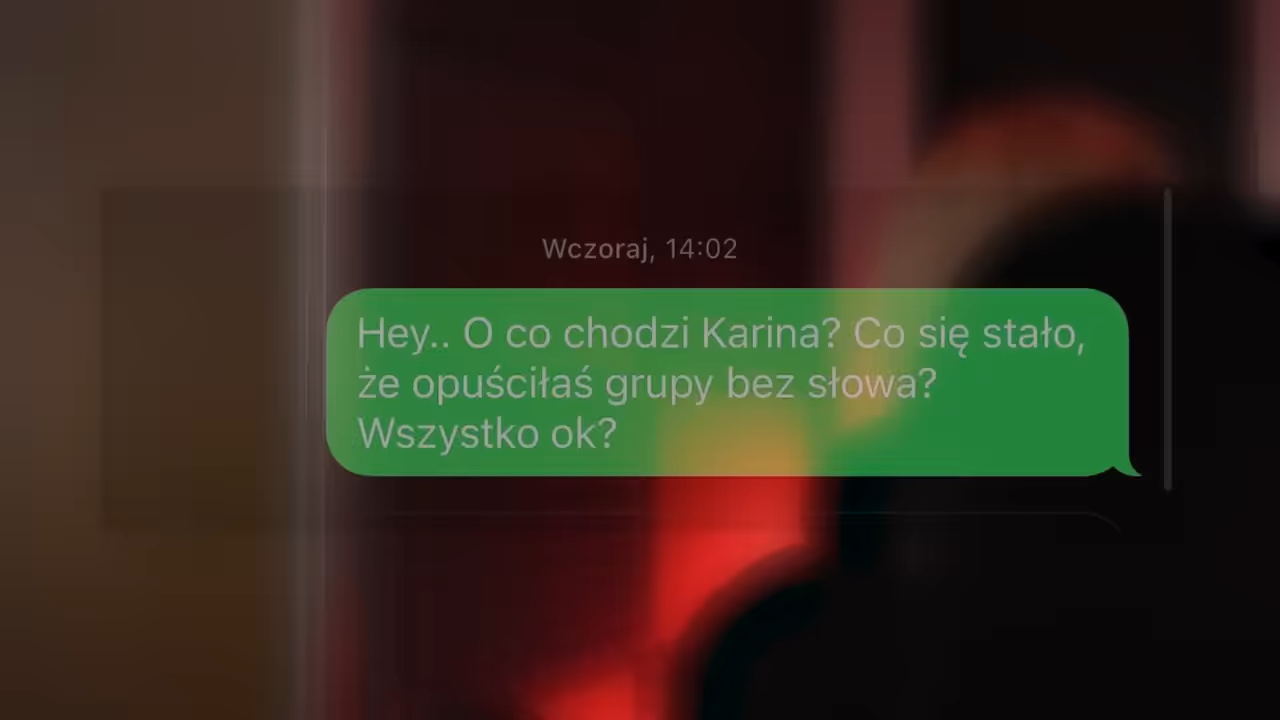 Wczoraj, 14:02
Hey.. O co chodzi Karina? Co się stało,
że opuściłaś grupy bez słowa?
Wszystko ok?